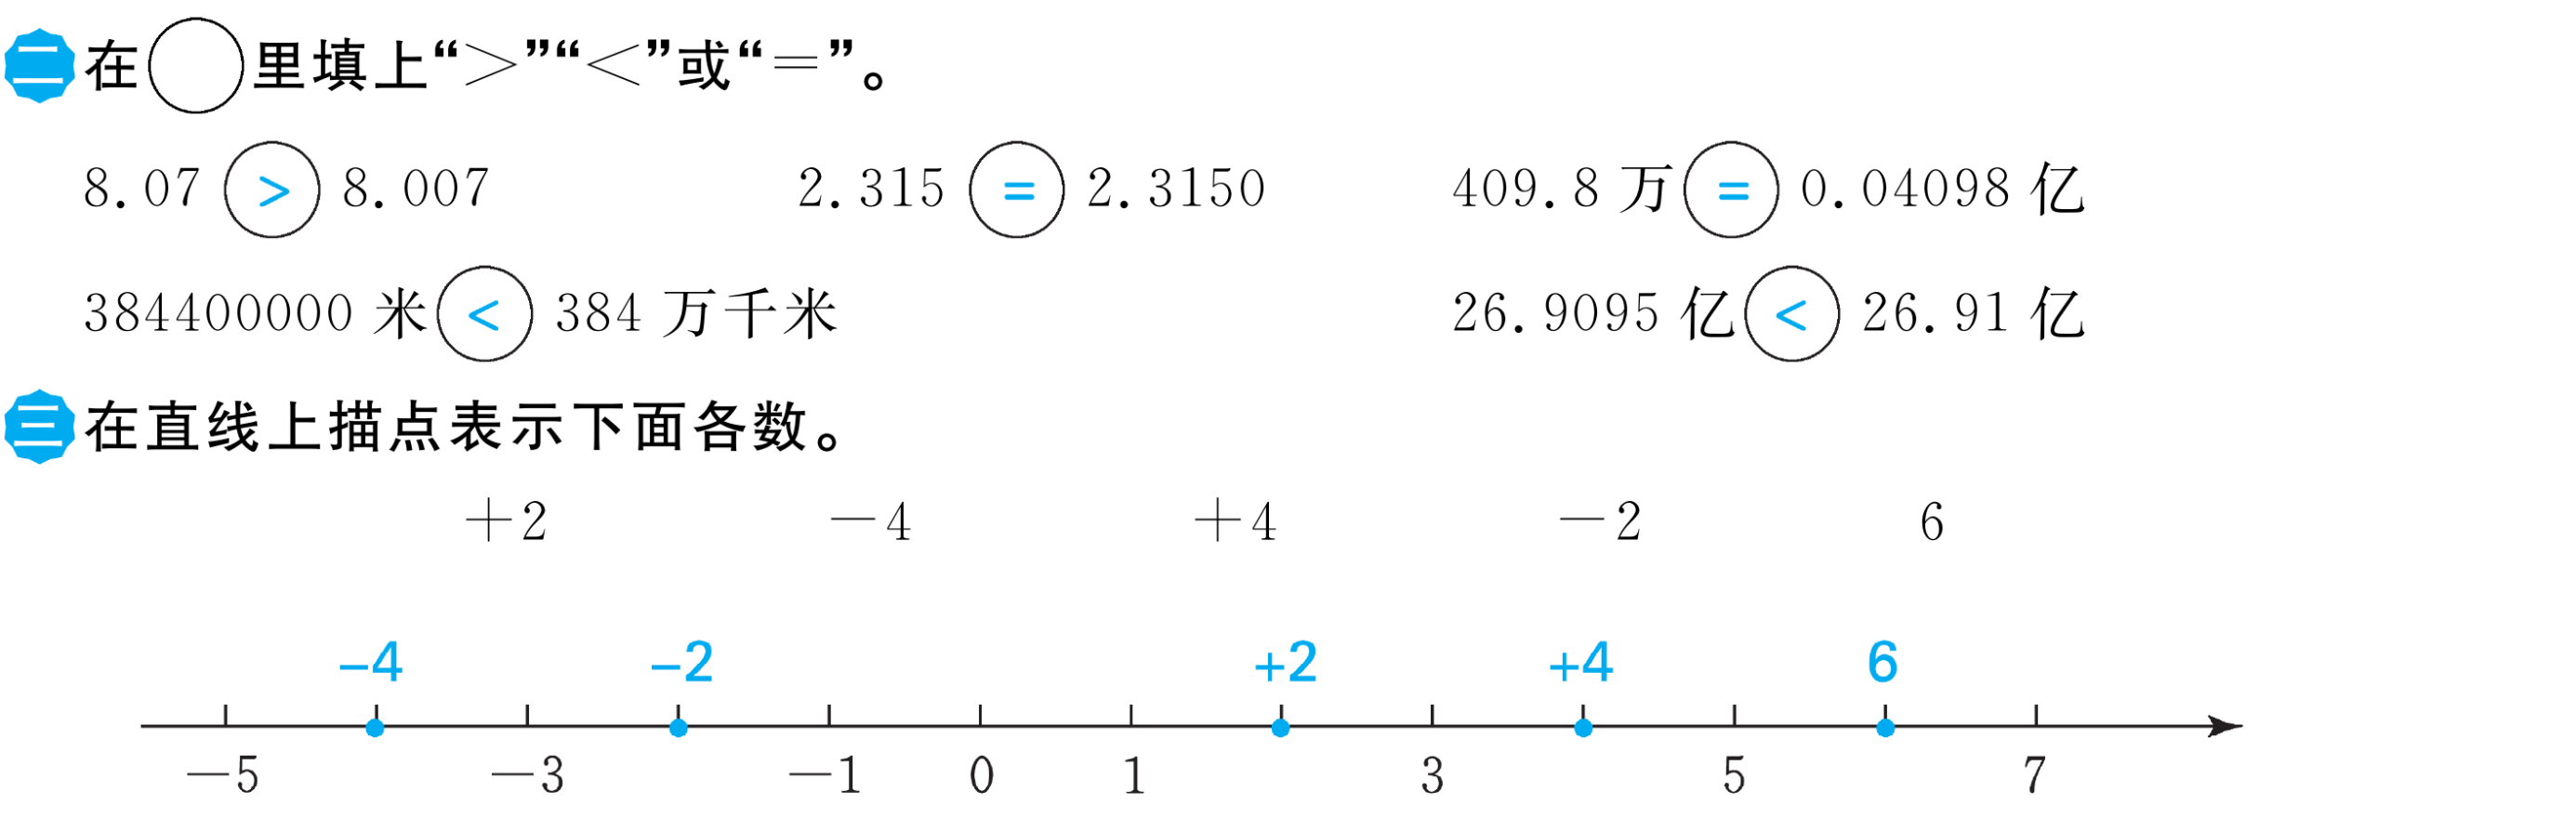 二 在○里填上“>”“<”或“=”。
8.07 > 8.007 2.315 = 2.3150 409.8 万 = 0.04098 亿
384400000 米 < 384 万千米 26.9095 亿 < 26.91 亿
三 在直线上描点表示下面各数。
+2 -4 +4 -2 6
-4 -2 +2 +4 6
-5 -3 -1 0 1 3 5 7